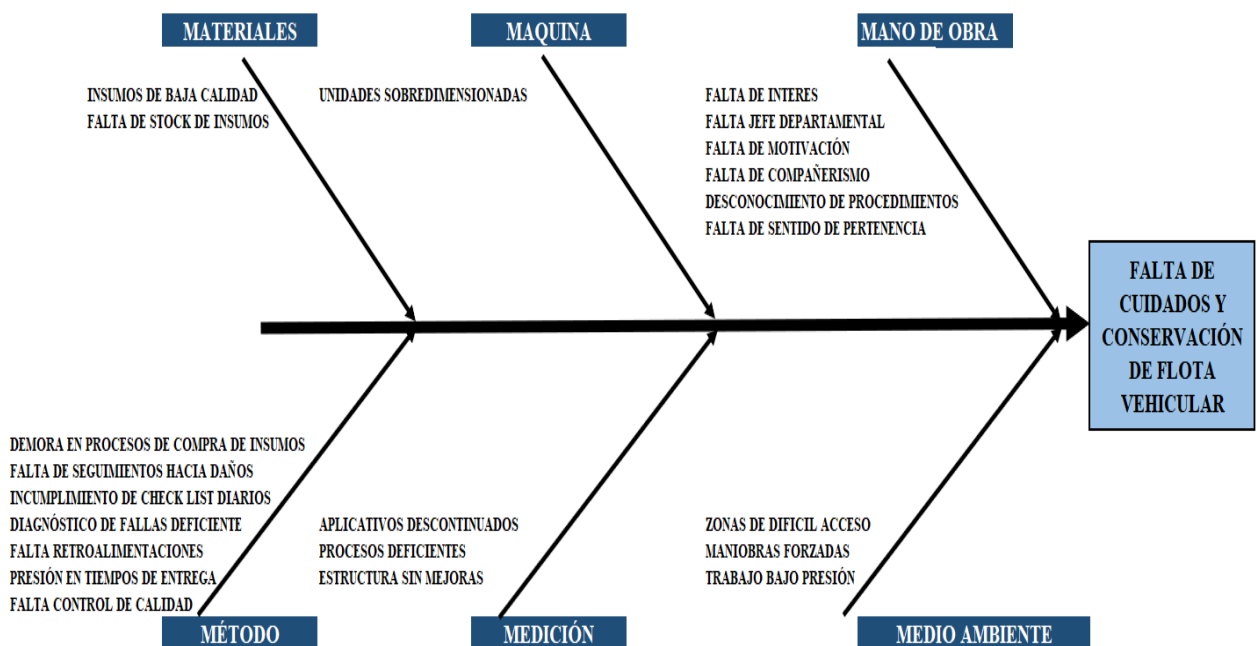 MATERIALES
MAQUINA
MANO DE OBRA
INSUMOS DE BAJA CALIDAD
FALTA DE STOCK DE INSUMOS
UNIDADES SOBREDIMENSIONADAS
FALTA DE INTERES
FALTA JEFE DEPARTAMENTAL
FALTA DE MOTIVACIÓN
FALTA DE COMPAÑERISMO
DESCONOCIMIENTO DE PROCEDIMIENTOS
FALTA DE SENTIDO DE PERTENENCIA
FALTA DE
CUIDADOS Y
CONSERVACIÓN
DE FLOTA
VEHICULAR
DEMORA EN PROCESOS DE COMPRA DE INSUMOS
FALTA DE SEGUIMIENTOS HACIA DAÑOS
INCUMPLIMIENTO DE CHECK LIST DIARIOS
DIAGNÓSTICO DE FALLAS DEFICIENTE
FALTA RETROALIMENTACIONES
PRESIÓN EN TIEMPOS DE ENTREGA
FALTA CONTROL DE CALIDAD
APLICATIVOS DESCONTINUADOS
PROCESOS DEFICIENTES
ESTRUCTURA SIN MEJORAS
ZONAS DE DIFICIL ACCESO
MANIOBRAS FORZADAS
TRABAJO BAJO PRESIÓN
MÉTODO
MEDICIÓN
MEDIO AMBIENTE